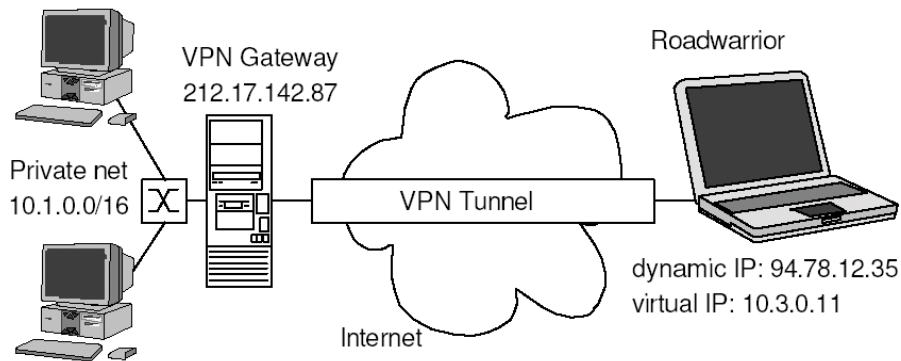 VPN Gateway
212.17.142.87
Roadwarrior
Private net
10.1.0.0/16
VPN Tunnel
dynamic IP: 94.78.12.35
virtual IP: 10.3.0.11
Internet